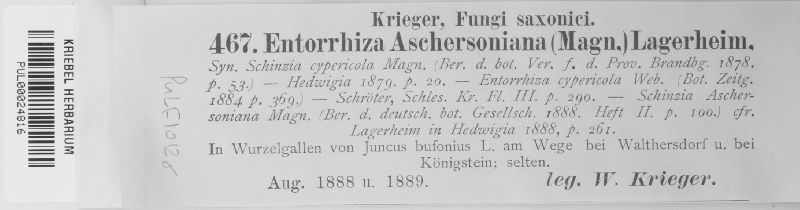 Krieger, Fungi saxonici.
467. Entorrhiza Aschersoniana (Magn.) Lagerheim.
Syn. Schinzia cypericola Magn. (Ber. d. bot. Ver. f. d. Prov. Brandbg. 1878,
p. 53.) — Hedwigia 1879. p. 20. — Entorrhiza cypericola Web. (Bot. Zeitg.
1884 p. 369.) — Schröter, Schles. Kr. Fl. III. p. 290. — Schinzia Ascher-
soniana Magn. (Ber. d. deutsch. bot. Gesellsch. 1888. Heft II. p. 100.) cfr.
Lagerheim in Hedwigia 1888, p. 261.
In Wurzelgallen von Juncus bufonius L. am Wege bei Walthersdorf u. bei
Königstein; selten.
Aug. 1888 u. 1889.
leg. W. Krieger.
KRIEBEL HERBARIUM
PUL00024816